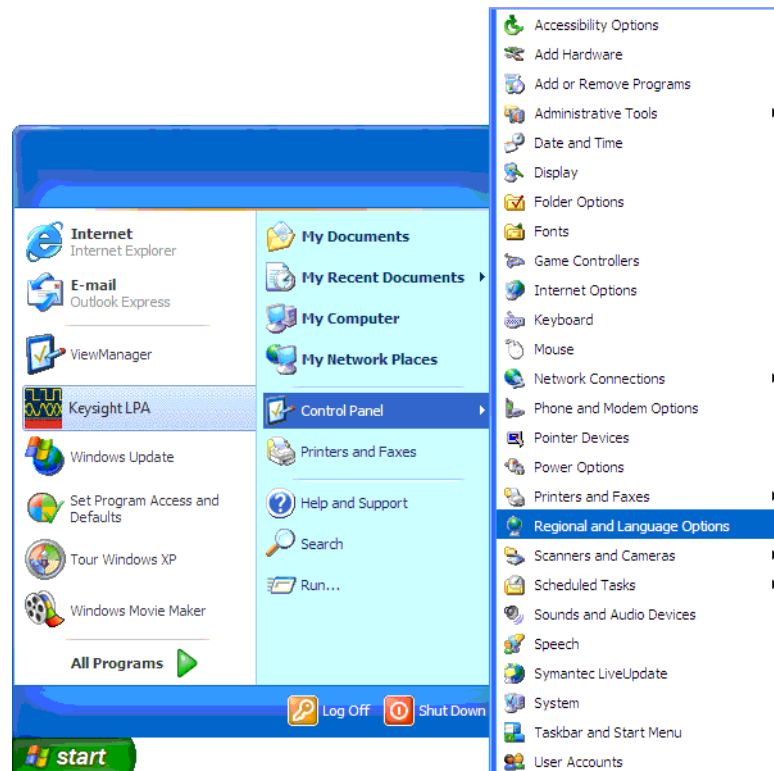 Internet
Internet Explorer
E-mail
Outlook Express
ViewManager
Keysight LPA
Windows Update
Set Program Access and
Defaults
Tour Windows XP
Windows Movie Maker
All Programs
My Documents
My Recent Documents
My Computer
My Network Places
Control Panel
Printers and Faxes
Help and Support
Search
Run...
Log Off
Shut Down
start
Accessibility Options
Add Hardware
Add or Remove Programs
Administrative Tools
Date and Time
Display
Folder Options
Fonts
Game Controllers
Internet Options
Keyboard
Mouse
Network Connections
Phone and Modem Options
Pointer Devices
Power Options
Printers and Faxes
Regional and Language Options
Scanners and Cameras
Scheduled Tasks
Sounds and Audio Devices
Speech
Symantec LiveUpdate
System
Taskbar and Start Menu
User Accounts